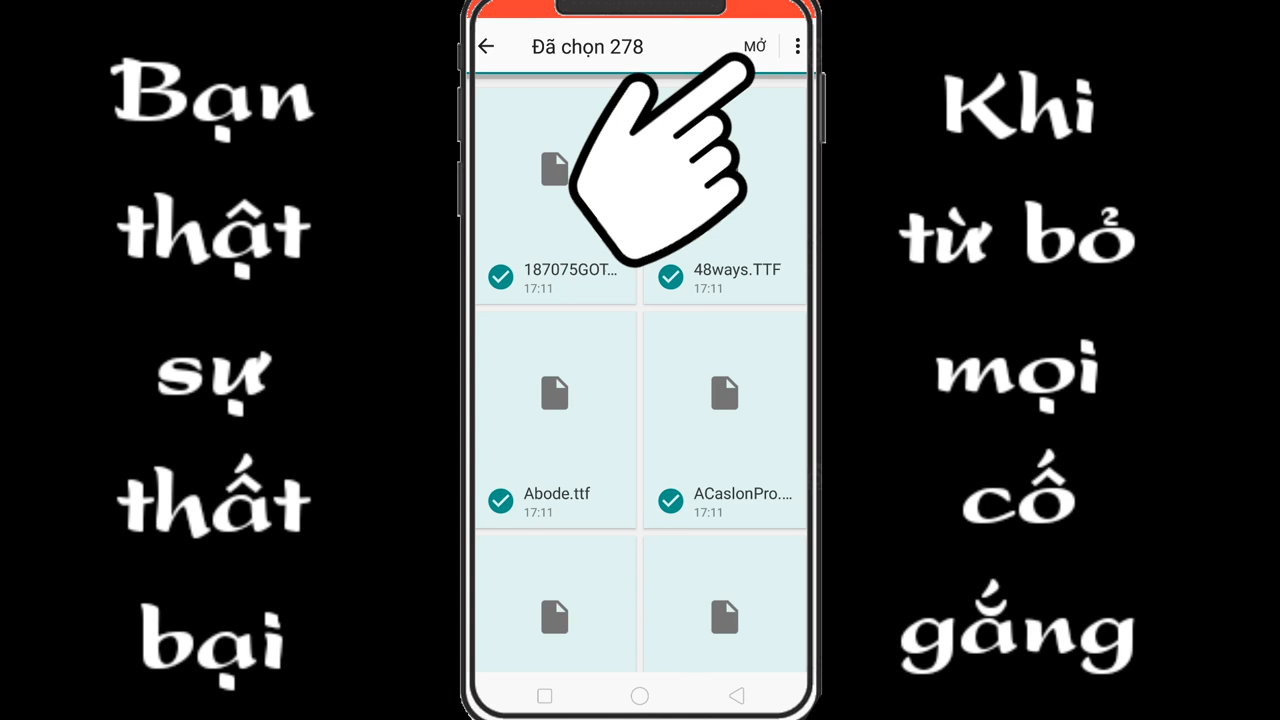 Bạn
thật
sự
thất
bại
Đã chọn 278
MỞ
187075GOT...
17:11
48ways.TTF
17:11
Abode.ttf
17:11
ACaslonPro....
17:11
Khi
từ bỏ
mọi
cố
gắng